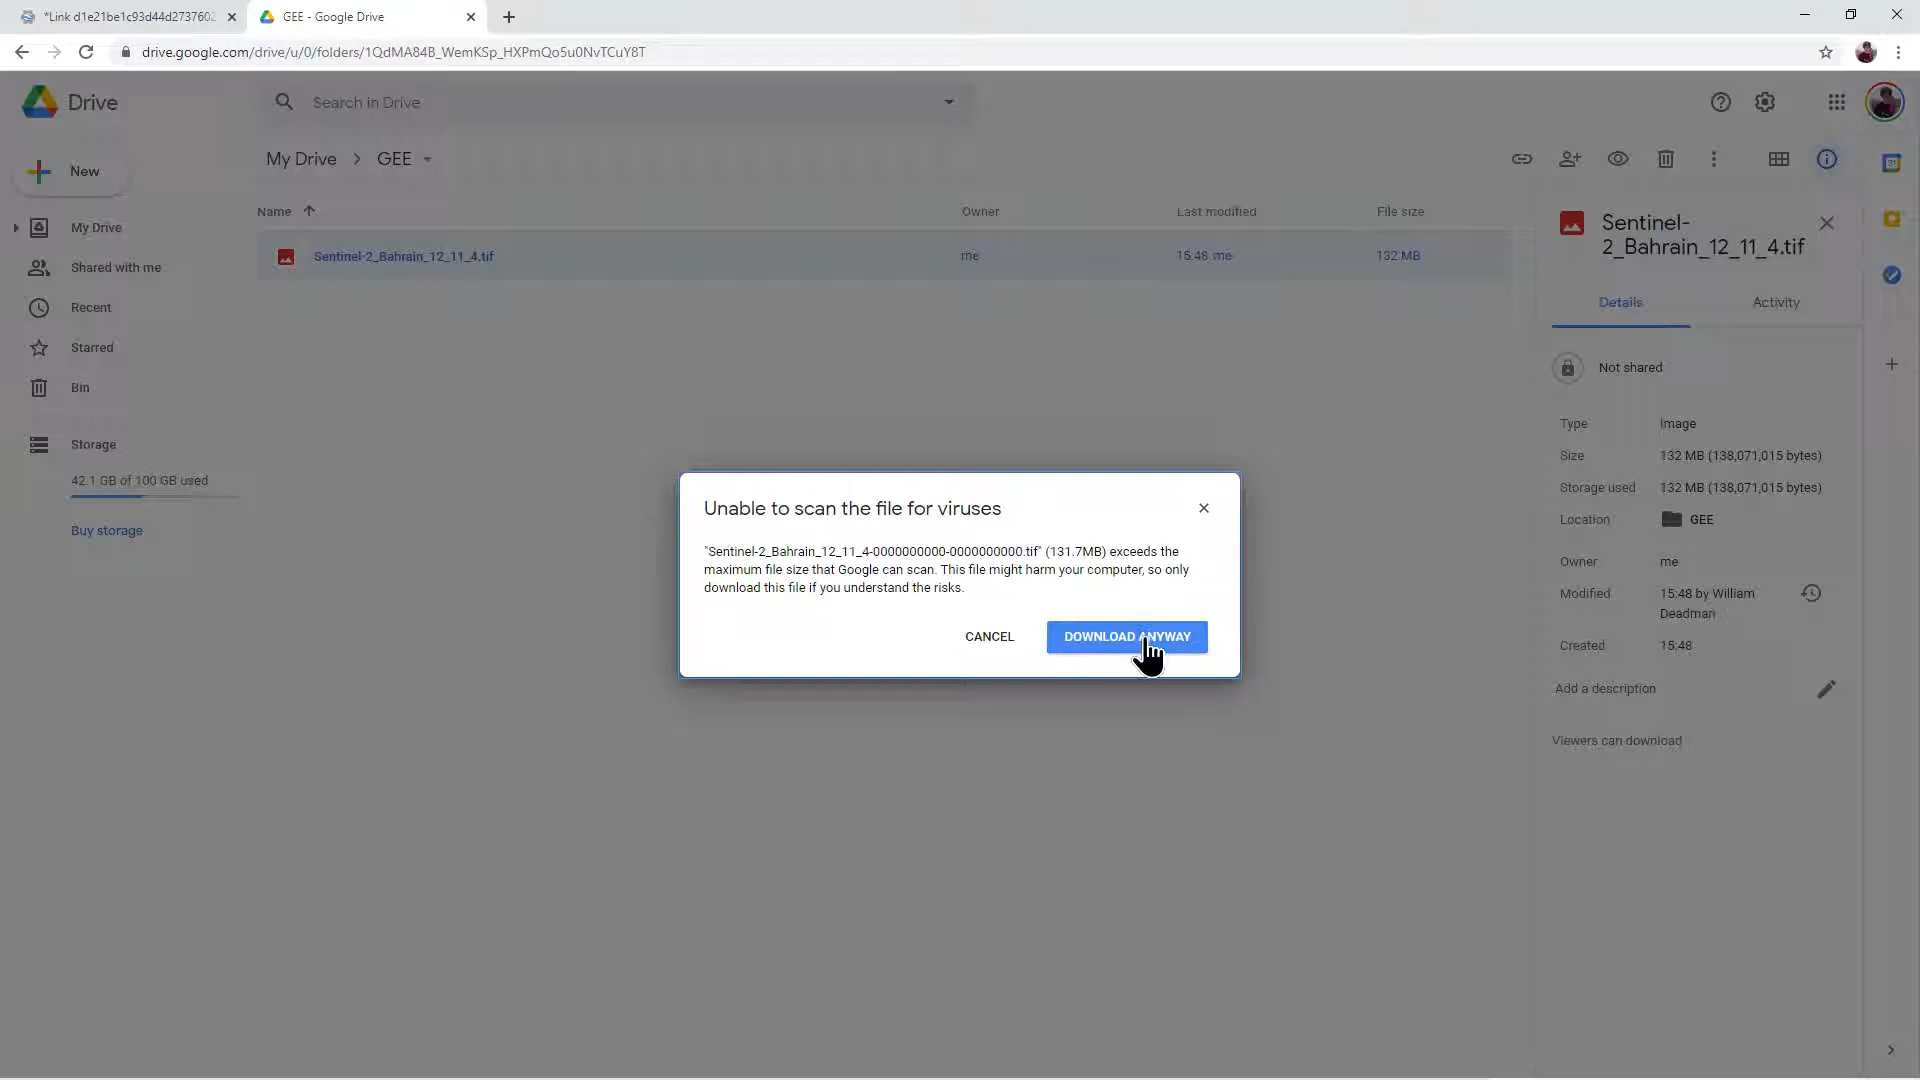 *Link d1e21be1c93d44d2737602
GEE - Google Drive
drive.google.com/drive/u/0/folders/1QdMA84B_WemKSp_HXPmQo5u0NvTCuY8T
Drive
Search in Drive
My Drive > GEE
New
My Drive
Shared with me
Recent
Starred
Bin
Storage
42.1 GB of 100 GB used
Buy storage
Name Owner Last modified File size
Sentinel-2_Bahrain_12_11_4.tif me 15:48 me 132 MB
Unable to scan the file for viruses
"Sentinel-2_Bahrain_12_11_4-0000000000-0000000000.tif" (131.7MB) exceeds the
maximum file size that Google can scan. This file might harm your computer, so only
download this file if you understand the risks.
CANCEL DOWNLOAD ANYWAY
Sentinel-
2_Bahrain_12_11_4.tif
Details Activity
Not shared
Type Image
Size 132 MB (138,071,015 bytes)
Storage used 132 MB (138,071,015 bytes)
Location GEE
Owner me
Modified 15:48 by William
Deadman
Created 15:48
Add a description
Viewers can download